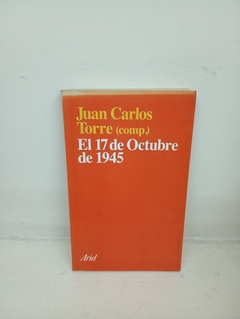 Juan Carlos
Torre (comp.)
El 17 de Octubre
de 1945
Ariel